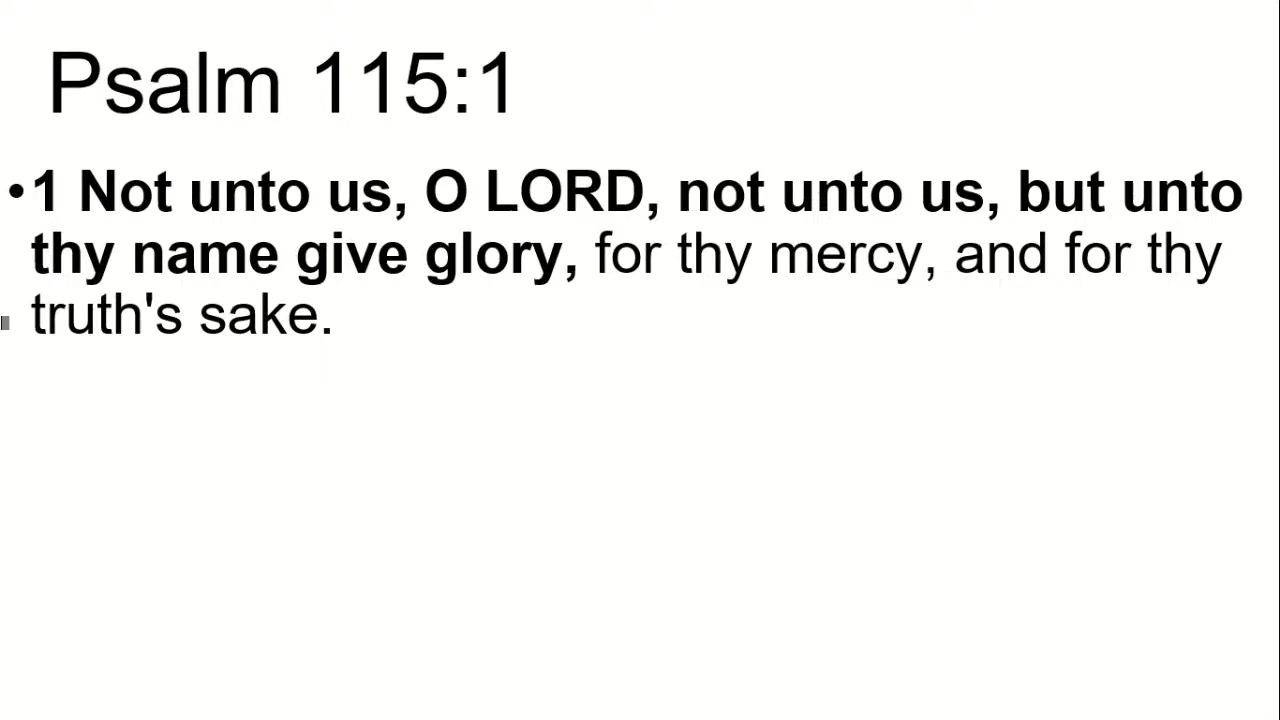 Psalm 115:1
•1 Not unto us, O LORD, not unto us, but unto
thy name give glory, for thy mercy, and for thy
truth's sake.